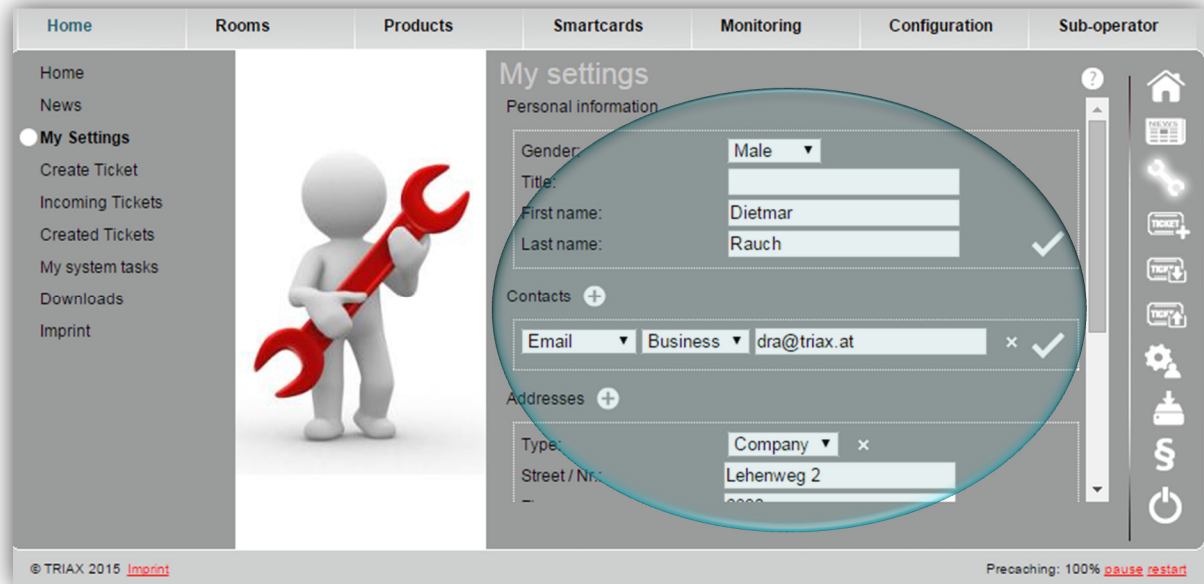 Home Rooms Products Smartcards Monitoring Configuration Sub-operator
Home
News
My Settings
Create Ticket
Incoming Tickets
Created Tickets
My system tasks
Downloads
Imprint
My settings
?
Personal information
Gender: Male
Title:
First name: Dietmar
Last name: Rauch
Contacts
Email Business dra@triax.at
Addresses
Type: Company
Street / Nr.: Lehenweg 2
NEWS
TICKET
§
© TRIAX 2015 Imprint
Precaching: 100% pause restart